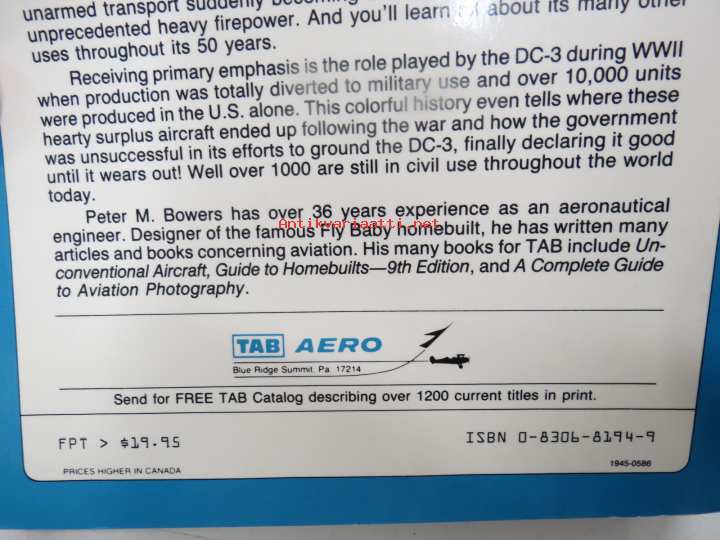 unarmed transport suddenly becoming
unprecedented heavy firepower. And you'll learn all about its many other
uses throughout its 50 years.
Receiving primary emphasis is the role played by the DC-3 during WWII
when production was totally diverted to military use and over 10,000 units
were produced in the U.S. alone. This colorful history even tells where these
hearty surplus aircraft ended up following the war and how the government
was unsuccessful in its efforts to ground the DC-3, finally declaring it good
until it wears out! Well over 1000 are still in civil use throughout the world
today.
Antikvariaatti.net
Peter M. Bowers has over 36 years experience as an aeronautical
engineer. Designer of the famous Fly Baby homebuilt, he has written many
articles and books concerning aviation. His many books for TAB include Un-
conventional Aircraft, Guide to Homebuilts—9th Edition, and A Complete Guide
to Aviation Photography.
TAB AERO
Blue Ridge Summit, Pa. 17214
Send for FREE TAB Catalog describing over 1200 current titles in print.
FPT > $19.95
ISBN 0-8306-8194-9
PRICES HIGHER IN CANADA
1945-0586